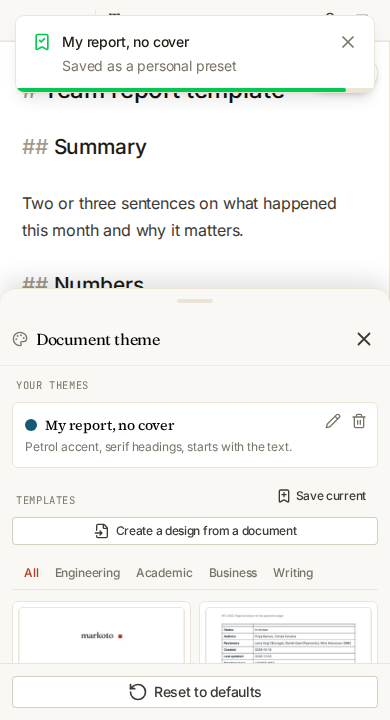 My report, no cover
Saved as a personal preset
# Team report template
## Summary
Two or three sentences on what happened
this month and why it matters.
## Numbers
Document theme
YOUR THEMES
My report, no cover
Petrol accent, serif headings, starts with the text.
TEMPLATES
Save current
Create a design from a document
All Engineering Academic Business Writing
markoto
Reset to defaults